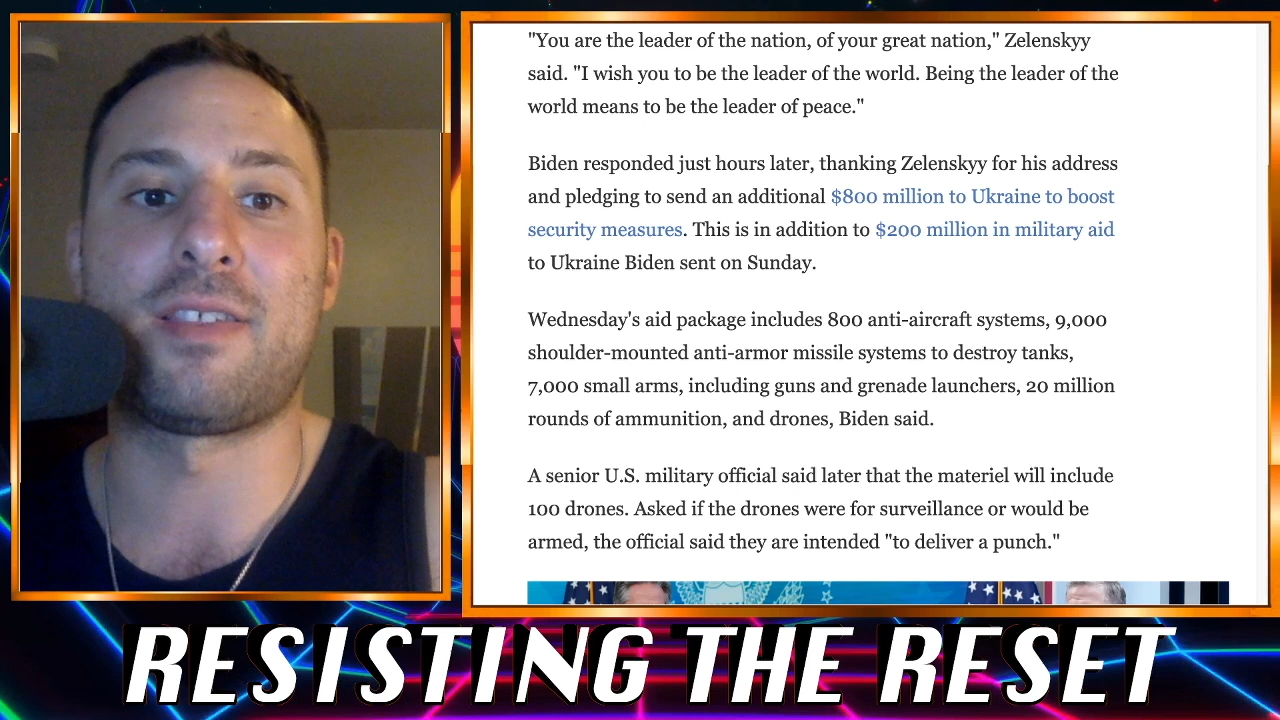 "You are the leader of the nation, of your great nation," Zelenskyy
said. "I wish you to be the leader of the world. Being the leader of the
world means to be the leader of peace."
Biden responded just hours later, thanking Zelenskyy for his address
and pledging to send an additional $800 million to Ukraine to boost
security measures. This is in addition to $200 million in military aid
to Ukraine Biden sent on Sunday.
Wednesday's aid package includes 800 anti-aircraft systems, 9,000
shoulder-mounted anti-armor missile systems to destroy tanks,
7,000 small arms, including guns and grenade launchers, 20 million
rounds of ammunition, and drones, Biden said.
A senior U.S. military official said later that the materiel will include
100 drones. Asked if the drones were for surveillance or would be
armed, the official said they are intended "to deliver a punch."
RESISTING THE RESET